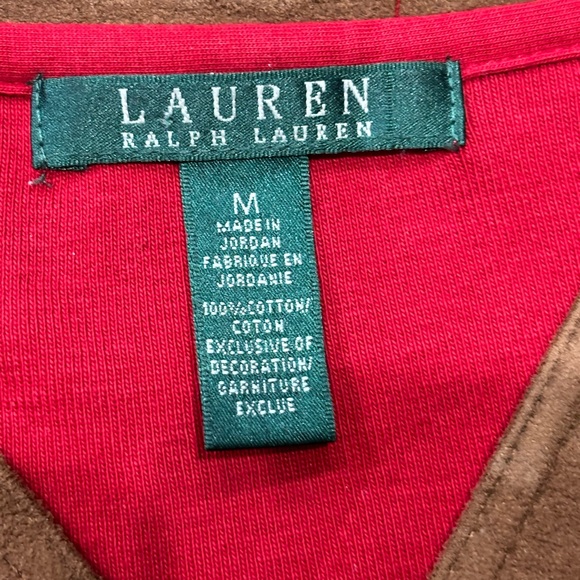 LAUREN
RALPH LAUREN
M
MADE IN
JORDAN
FABRIQUE EN
JORDANIE
100%COTTON/
COTON
EXCLUSIVE OF
DECORATION/
GARNITURE
EXCLUE